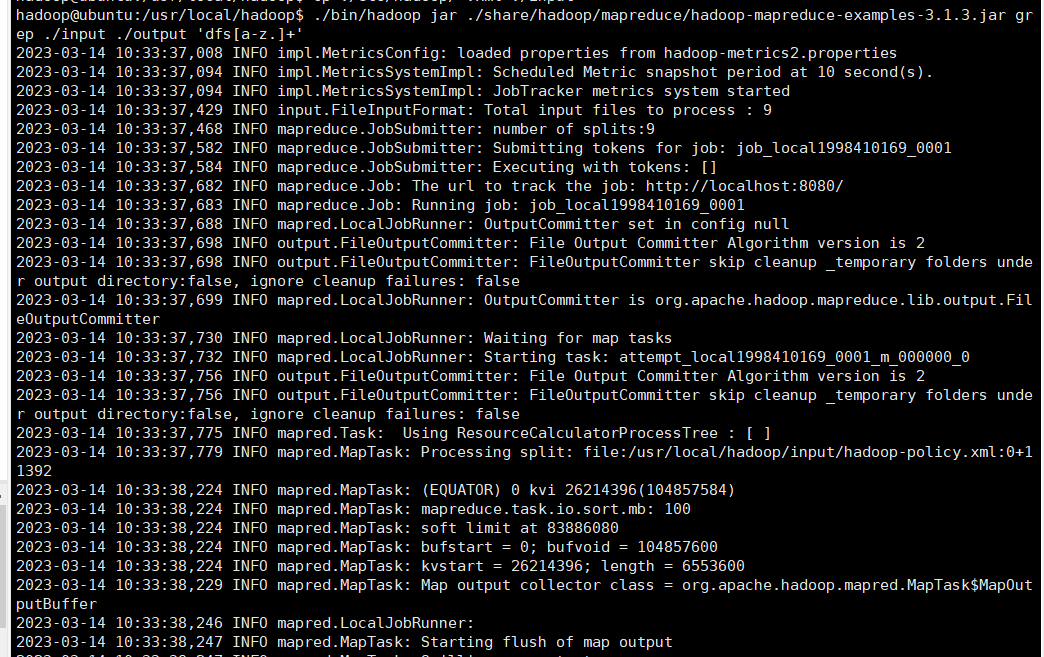 hadoop@ubuntu:/usr/local/hadoop$ ./bin/hadoop jar ./share/hadoop/mapreduce/hadoop-mapreduce-examples-3.1.3.jar gr
ep ./input ./output 'dfs[a-z.]+'
2023-03-14 10:33:37,008 INFO impl.MetricsConfig: loaded properties from hadoop-metrics2.properties
2023-03-14 10:33:37,094 INFO impl.MetricsSystemImpl: Scheduled Metric snapshot period at 10 second(s).
2023-03-14 10:33:37,094 INFO impl.MetricsSystemImpl: JobTracker metrics system started
2023-03-14 10:33:37,429 INFO input.FileInputFormat: Total input files to process : 9
2023-03-14 10:33:37,468 INFO mapreduce.JobSubmitter: number of splits:9
2023-03-14 10:33:37,582 INFO mapreduce.JobSubmitter: Submitting tokens for job: job_local1998410169_0001
2023-03-14 10:33:37,584 INFO mapreduce.JobSubmitter: Executing with tokens: []
2023-03-14 10:33:37,682 INFO mapreduce.Job: The url to track the job: http://localhost:8080/
2023-03-14 10:33:37,683 INFO mapreduce.Job: Running job: job_local1998410169_0001
2023-03-14 10:33:37,688 INFO mapred.LocalJobRunner: OutputCommitter set in config null
2023-03-14 10:33:37,698 INFO output.FileOutputCommitter: File Output Committer Algorithm version is 2
2023-03-14 10:33:37,698 INFO output.FileOutputCommitter: FileOutputCommitter skip cleanup _temporary folders unde
r output directory:false, ignore cleanup failures: false
2023-03-14 10:33:37,699 INFO mapred.LocalJobRunner: OutputCommitter is org.apache.hadoop.mapreduce.lib.output.Fil
eOutputCommitter
2023-03-14 10:33:37,730 INFO mapred.LocalJobRunner: Waiting for map tasks
2023-03-14 10:33:37,732 INFO mapred.LocalJobRunner: Starting task: attempt_local1998410169_0001_m_000000_0
2023-03-14 10:33:37,756 INFO output.FileOutputCommitter: File Output Committer Algorithm version is 2
2023-03-14 10:33:37,756 INFO output.FileOutputCommitter: FileOutputCommitter skip cleanup _temporary folders unde
r output directory:false, ignore cleanup failures: false
2023-03-14 10:33:37,775 INFO mapred.Task:  Using ResourceCalculatorProcessTree : [ ]
2023-03-14 10:33:37,779 INFO mapred.MapTask: Processing split: file:/usr/local/hadoop/input/hadoop-policy.xml:0+1
1392
2023-03-14 10:33:38,224 INFO mapred.MapTask: (EQUATOR) 0 kvi 26214396(104857584)
2023-03-14 10:33:38,224 INFO mapred.MapTask: mapreduce.task.io.sort.mb: 100
2023-03-14 10:33:38,224 INFO mapred.MapTask: soft limit at 83886080
2023-03-14 10:33:38,224 INFO mapred.MapTask: bufstart = 0; bufvoid = 104857600
2023-03-14 10:33:38,224 INFO mapred.MapTask: kvstart = 26214396; length = 6553600
2023-03-14 10:33:38,229 INFO mapred.MapTask: Map output collector class = org.apache.hadoop.mapred.MapTask$MapOut
putBuffer
2023-03-14 10:33:38,246 INFO mapred.LocalJobRunner:
2023-03-14 10:33:38,247 INFO mapred.MapTask: Starting flush of map output